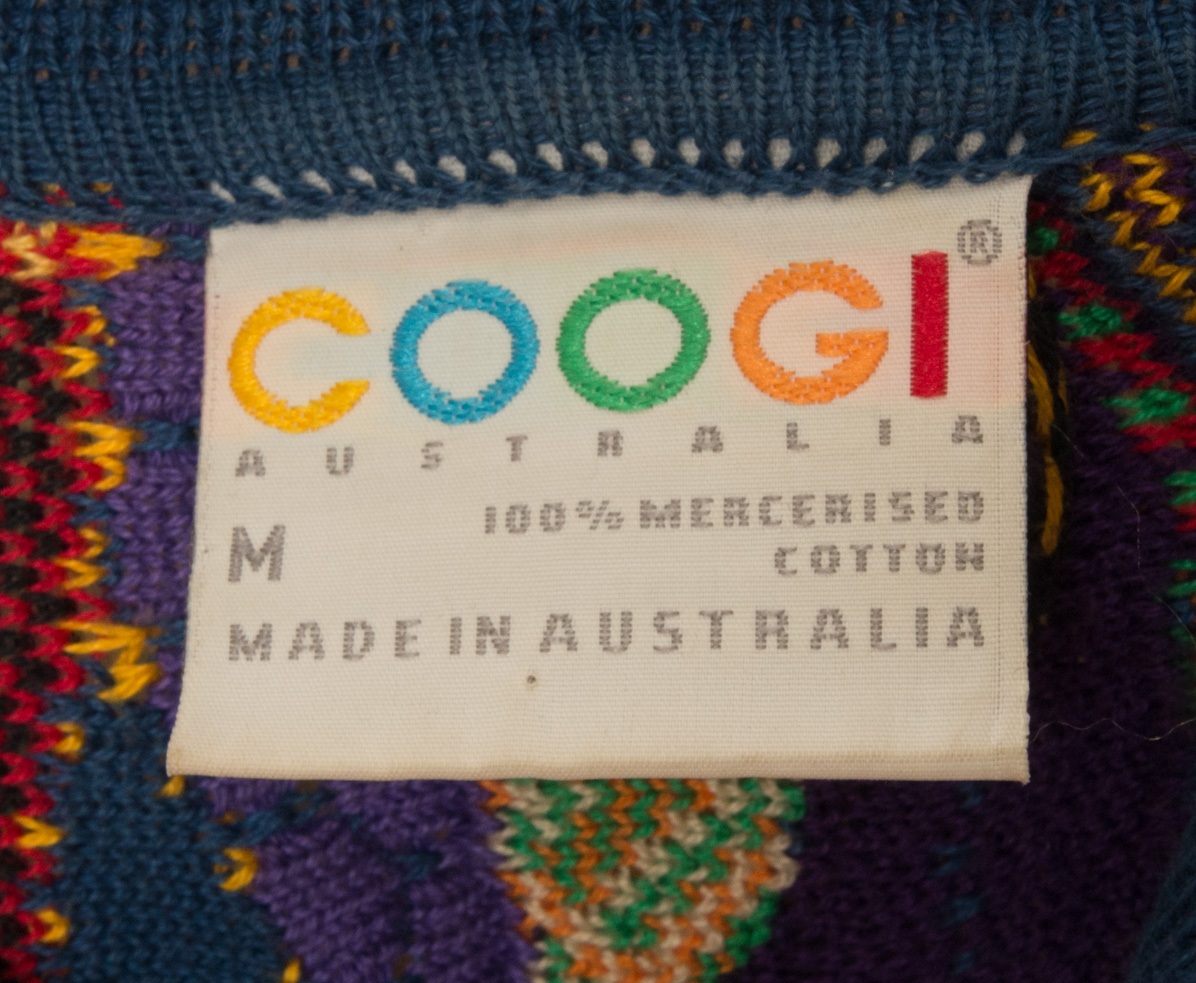 COOGI®
AUSTRALIA
100% MERCERISED
M COTTON
MADE IN AUSTRALIA